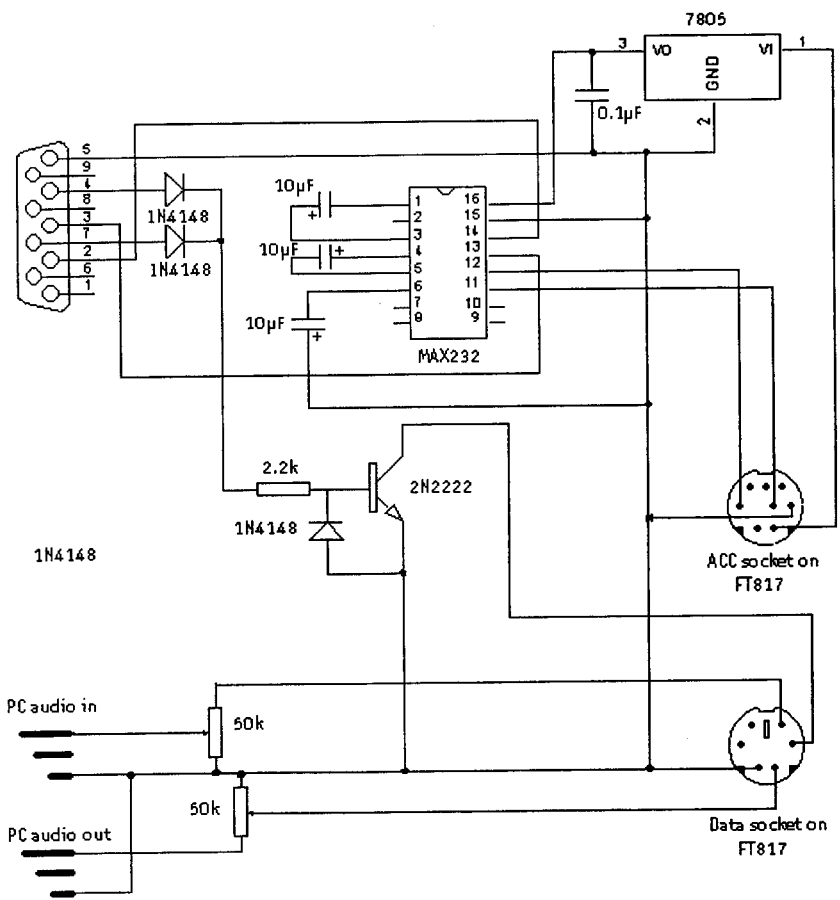 7805
3 VO VI 1
GND
2
0.1µF
5
9
4
8
3
7
2
6
1
1N4148
1N4148
10µF
+
10µF +
10µF
+
1 16
2 15
3 14
4 13
5 12
6 11
7 10
8 9
MAX232
2.2k
2N2222
1N4148
1N4148
ACC socket on
FT817
PC audio in
50k
50k
PC audio out
Data socket on
FT817